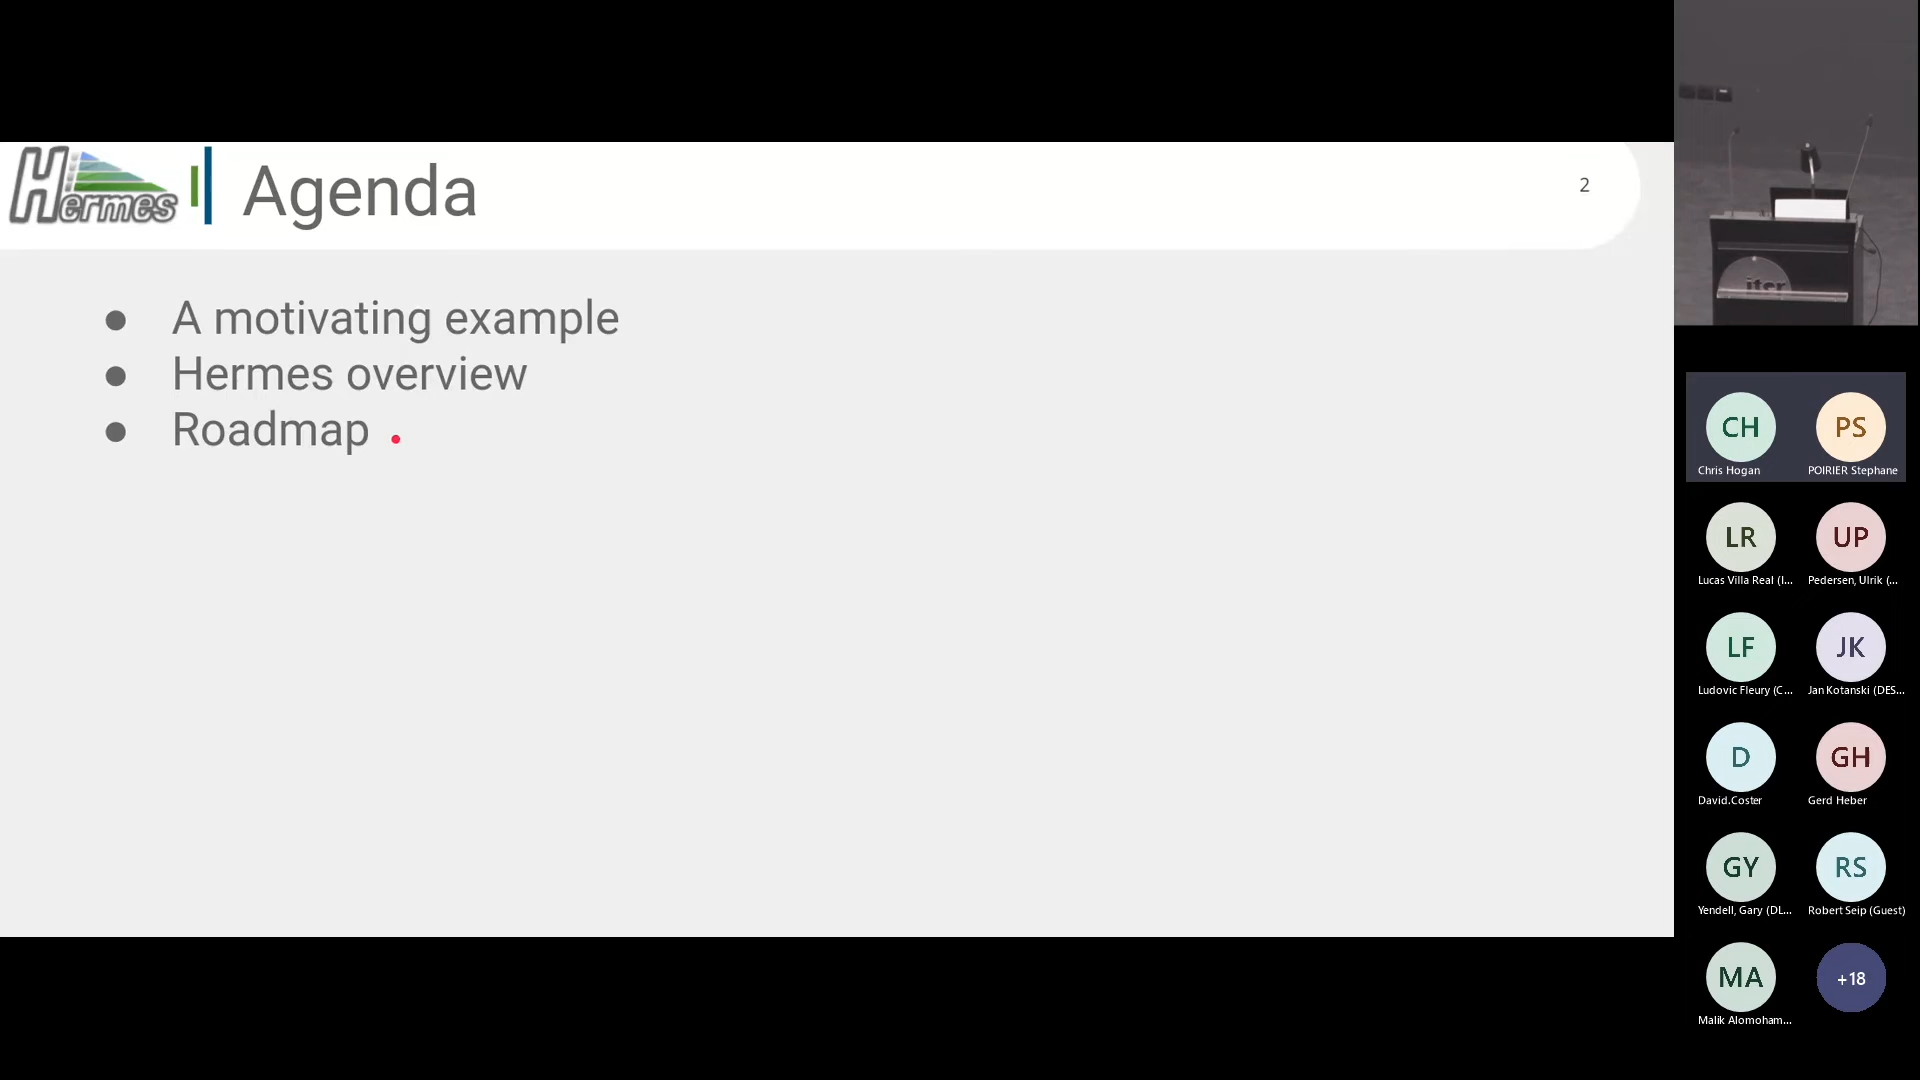 Hermes
Agenda
2
● A motivating example
● Hermes overview
● Roadmap
iter
CH
Chris Hogan
PS
POIRIER Stephane
LR
Lucas Villa Real (I...
UP
Pedersen, Ulrik (...
LF
Ludovic Fleury (C...
JK
Jan Kotanski (DES...
D
David.Coster
GH
Gerd Heber
GY
Yendell, Gary (DL...
RS
Robert Seip (Guest)
MA
Malik Alomoham...
+18